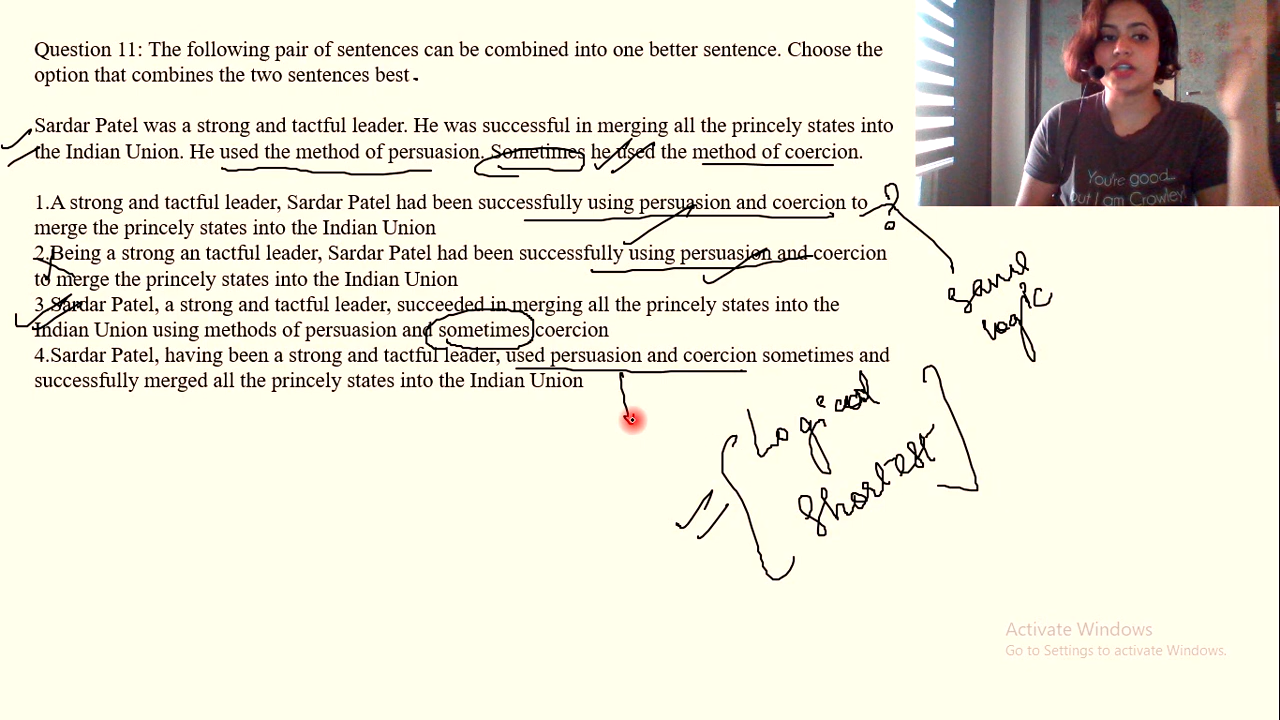 Question 11: The following pair of sentences can be combined into one better sentence. Choose the
option that combines the two sentences best.
Sardar Patel was a strong and tactful leader. He was successful in merging all the princely states into
the Indian Union. He used the method of persuasion. Sometimes he used the method of coercion.
1.A strong and tactful leader, Sardar Patel had been successfully using persuasion and coercion to
merge the princely states into the Indian Union
2.Being a strong an tactful leader, Sardar Patel had been successfully using persuasion and coercion
to merge the princely states into the Indian Union
3.Sardar Patel, a strong and tactful leader, succeeded in merging all the princely states into the
Indian Union using methods of persuasion and sometimes coercion
4.Sardar Patel, having been a strong and tactful leader, used persuasion and coercion sometimes and
successfully merged all the princely states into the Indian Union
?
same
logic
Logical
Shortest
You're good...
but I am Crowley!
Activate Windows
Go to Settings to activate Windows.